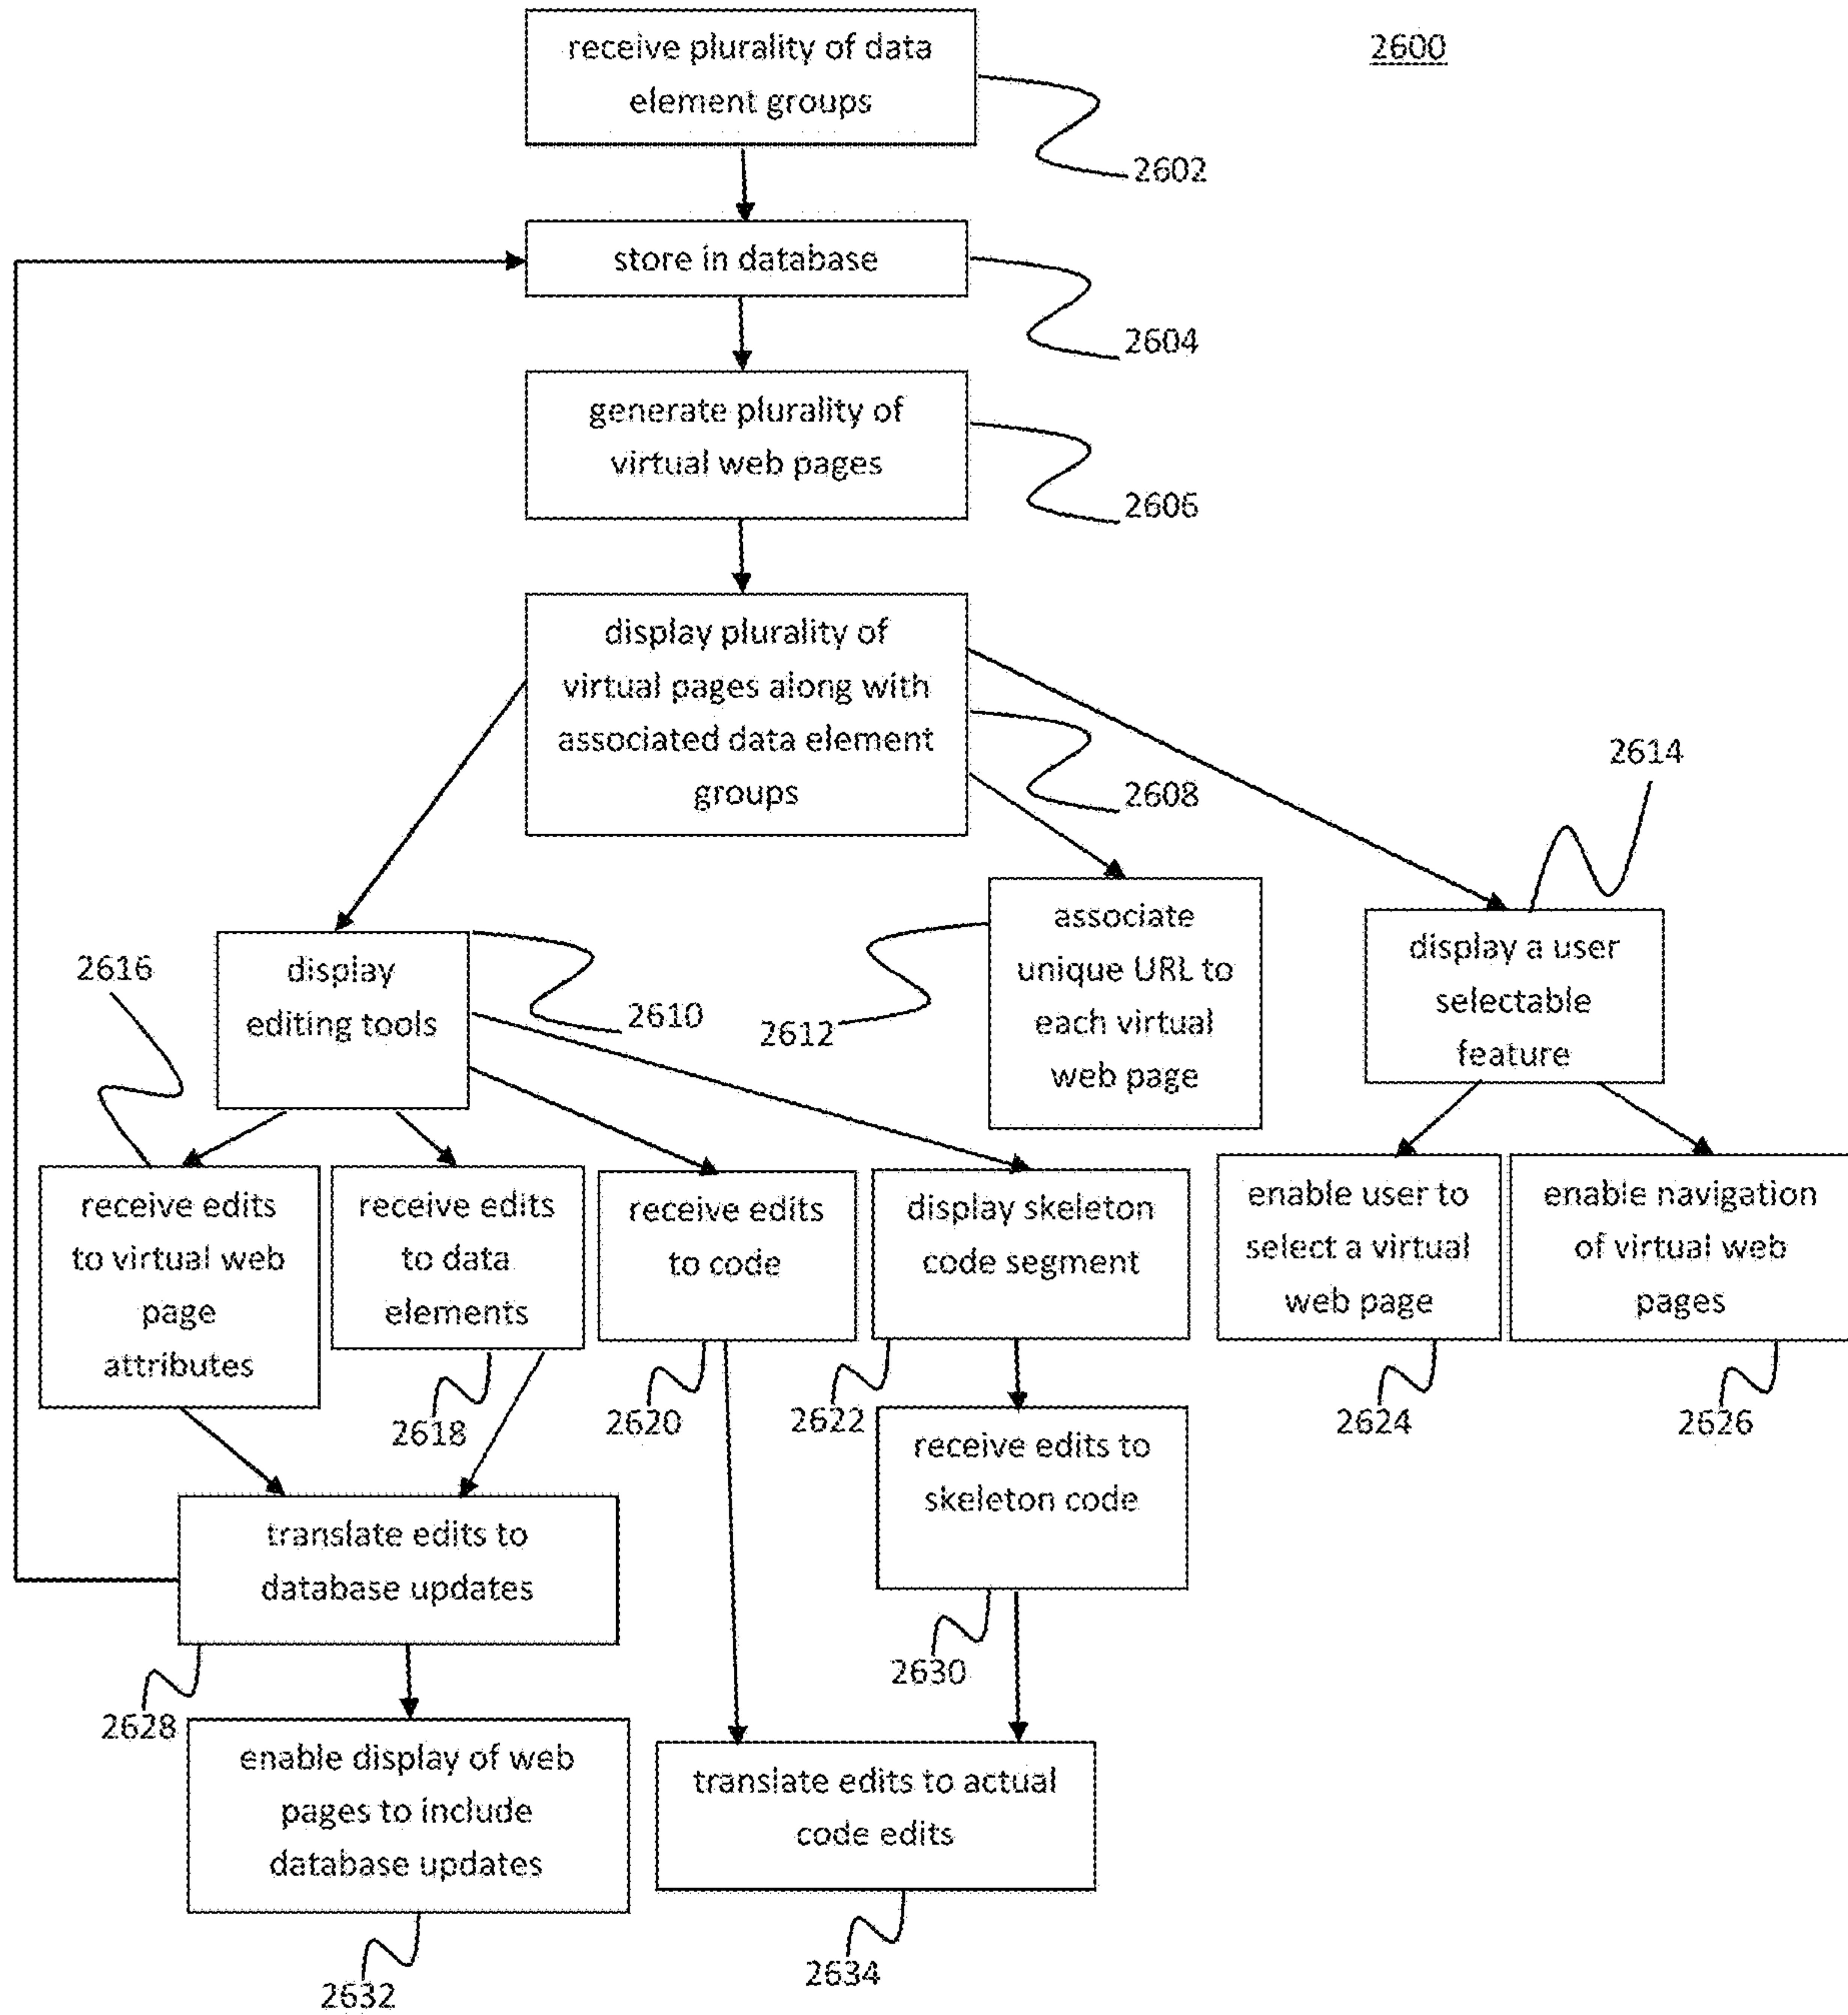 receive plurality of data
element groups
2600
2602
store in database
2604
generate plurality of
virtual web pages
2606
display plurality of
virtual pages along with
associated data element
groups
2608
2614
associate
unique URL to
each virtual
web page
2612
display a user
selectable
feature
display
editing tools
2610
2616
receive edits
to virtual web
page
attributes
receive edits
to data
elements
2618
receive edits
to code
2620
display skeleton
code segment
2622
enable user to
select a virtual
web page
2624
enable navigation
of virtual web
pages
2626
receive edits to
skeleton code
2630
translate edits to
database updates
2628
enable display of web
pages to include
database updates
2632
translate edits to actual
code edits
2634